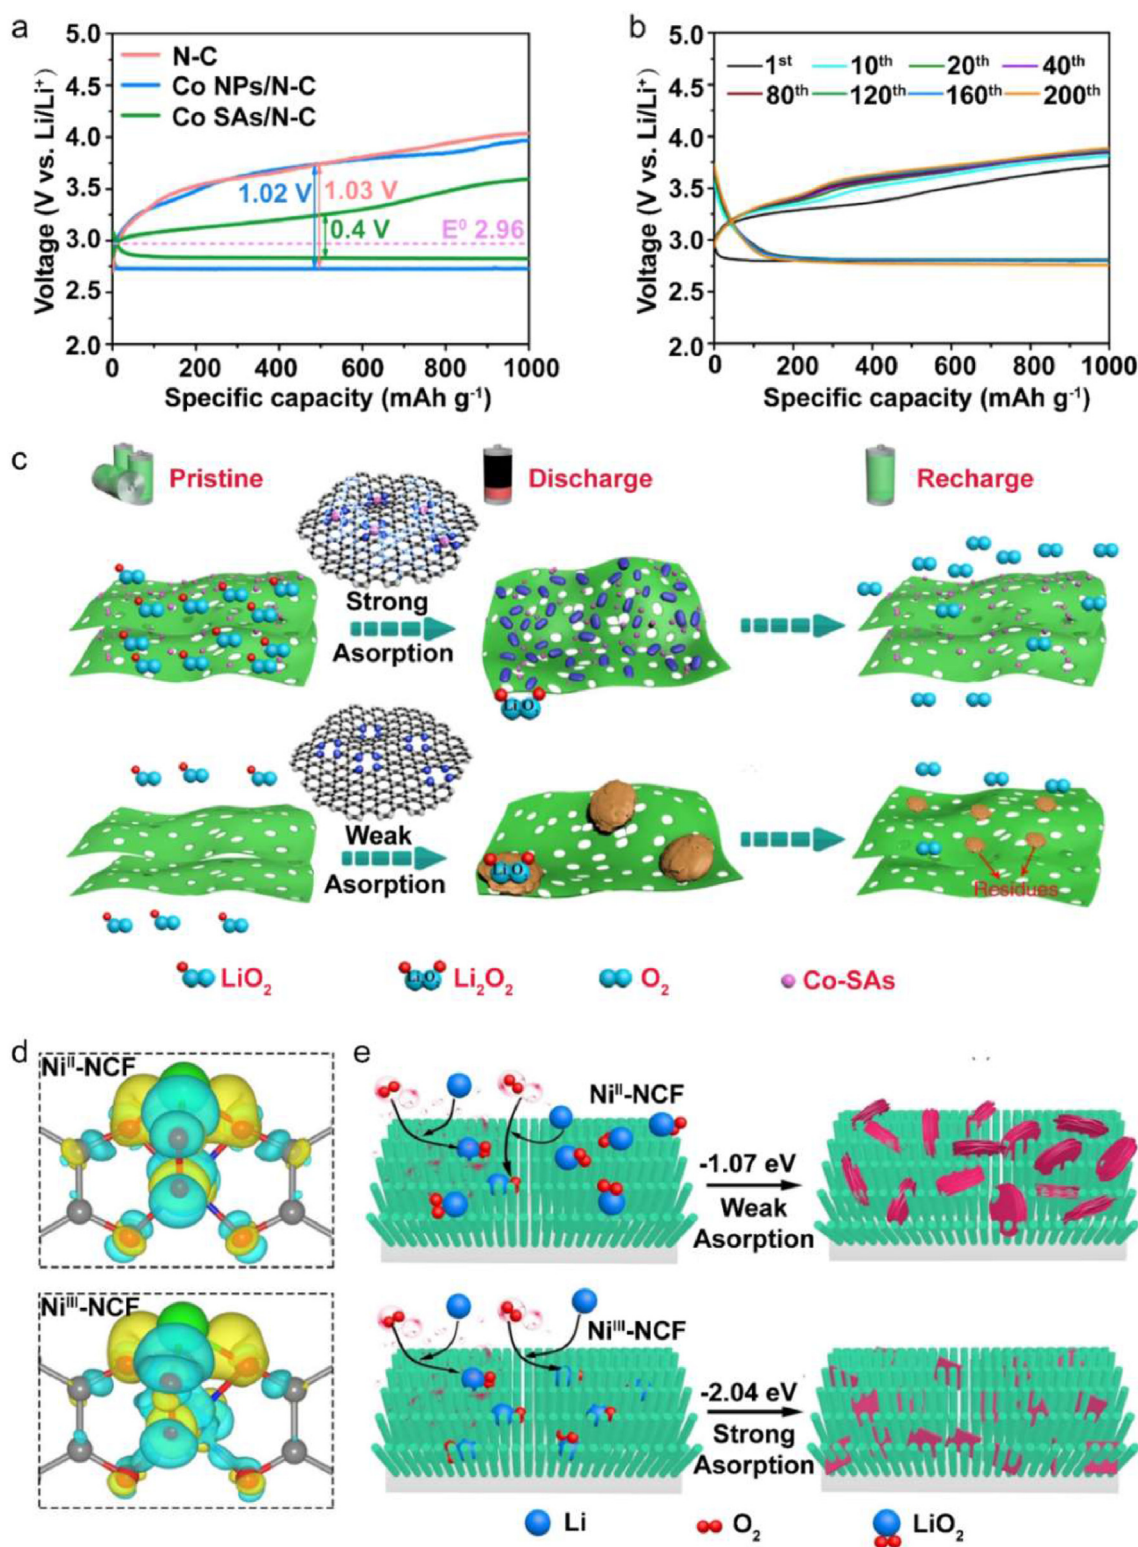 a
5.0
4.5
4.0
3.5
3.0
2.5
2.0
Voltage (V vs. Li/Li⁺)
N-C
Co NPs/N-C
Co SAs/N-C
1.02 V
1.03 V
0.4 V
E⁰ 2.96
0 200 400 600 800 1000
Specific capacity (mAh g⁻¹)
b
5.0
4.5
4.0
3.5
3.0
2.5
2.0
Voltage (V vs. Li/Li⁺)
1ˢᵗ 10ᵗʰ 20ᵗʰ 40ᵗʰ
80ᵗʰ 120ᵗʰ 160ᵗʰ 200ᵗʰ
0 200 400 600 800 1000
Specific capacity (mAh g⁻¹)
c
Pristine
Discharge
Recharge
Strong
Asorption
Li O
Weak
Asorption
Li O
Residues
LiO₂
Li O
Li₂O₂
O₂
Co-SAs
d
Niᴵᴵ-NCF
Niᴵᴵᴵ-NCF
e
Niᴵᴵ-NCF
-1.07 eV
Weak
Asorption
Niᴵᴵᴵ-NCF
-2.04 eV
Strong
Asorption
Li
O₂
LiO₂